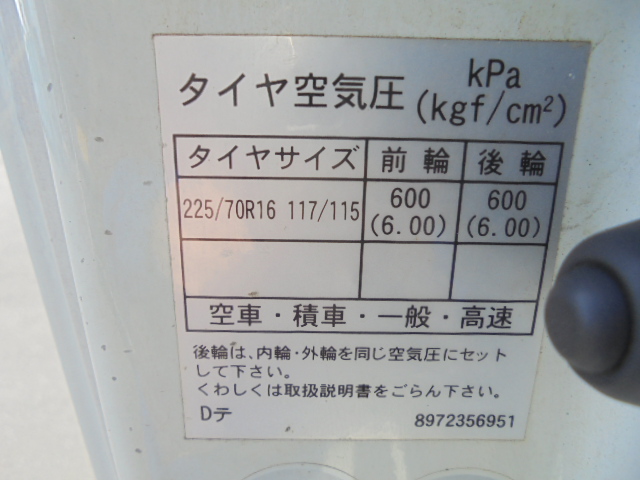 タイヤ空気圧 kPa
(kgf/cm²)
タイヤサイズ 前輪 後輪
225/70R16 117/115 600 600
(6.00) (6.00)
空車・積車・一般・高速
後輪は、内輪・外輪を同じ空気圧にセット
して下さい。
くわしくは取扱説明書をごらん下さい。
Dテ 8972356951